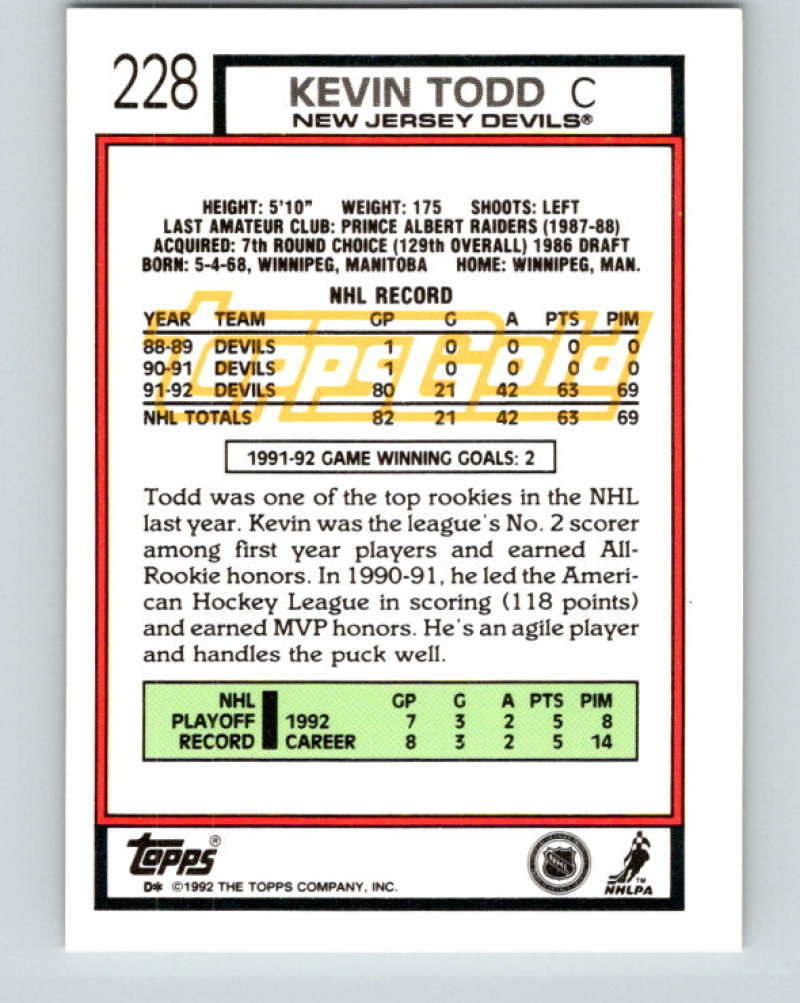 228
KEVIN TODD C
NEW JERSEY DEVILS®
HEIGHT: 5'10" WEIGHT: 175 SHOOTS: LEFT
LAST AMATEUR CLUB: PRINCE ALBERT RAIDERS (1987-88)
ACQUIRED: 7th ROUND CHOICE (129th OVERALL) 1986 DRAFT
BORN: 5-4-68, WINNIPEG, MANITOBA HOME: WINNIPEG, MAN.
NHL RECORD
YEAR TEAM GP G A PTS PIM
88-89 DEVILS 1 0 0 0 0
90-91 DEVILS 1 0 0 0 0
91-92 DEVILS 80 21 42 63 69
NHL TOTALS 82 21 42 63 69
ToppsGold
1991-92 GAME WINNING GOALS: 2
Todd was one of the top rookies in the NHL
last year. Kevin was the league's No. 2 scorer
among first year players and earned All-
Rookie honors. In 1990-91, he led the Ameri-
can Hockey League in scoring (118 points)
and earned MVP honors. He's an agile player
and handles the puck well.
NHL GP G A PTS PIM
PLAYOFF 1992 7 3 2 5 8
RECORD CAREER 8 3 2 5 14
Topps®
D* ©1992 THE TOPPS COMPANY, INC.
NHL
NHLPA™